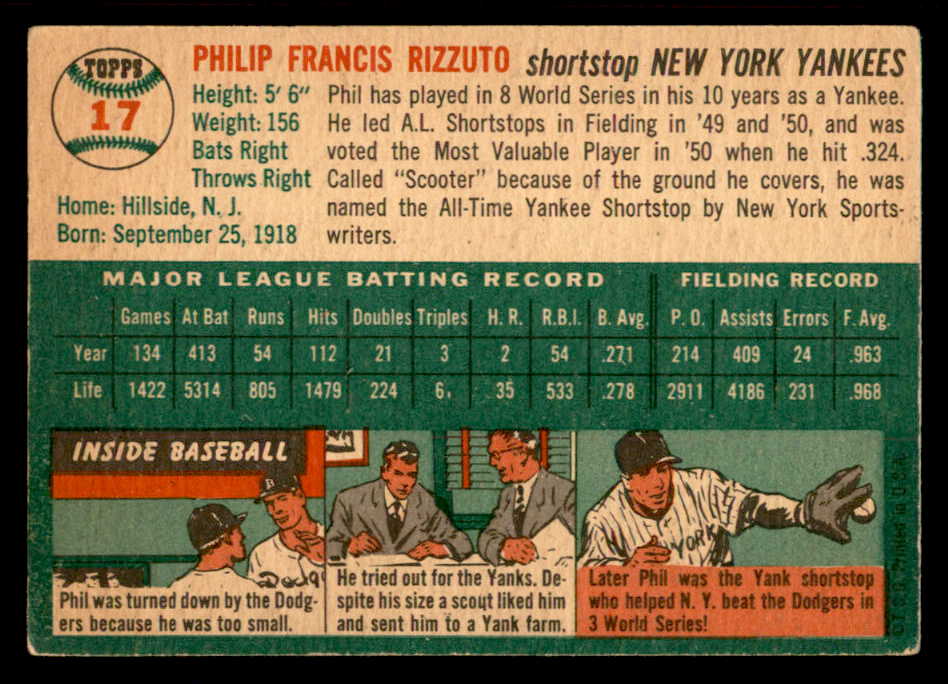 TOPPS
17
PHILIP FRANCIS RIZZUTO shortstop NEW YORK YANKEES
Height: 5' 6"
Weight: 156
Bats Right
Throws Right
Home: Hillside, N. J.
Born: September 25, 1918
Phil has played in 8 World Series in his 10 years as a Yankee.
He led A.L. Shortstops in Fielding in '49 and '50, and was
voted the Most Valuable Player in '50 when he hit .324.
Called "Scooter" because of the ground he covers, he was
named the All-Time Yankee Shortstop by New York Sports-
writers.
MAJOR LEAGUE BATTING RECORD FIELDING RECORD
Games At Bat Runs Hits Doubles Triples H. R. R.B.I. B. Avg. P. O. Assists Errors F. Avg.
Year 134 413 54 112 21 3 2 54 .271 214 409 24 .963
Life 1422 5314 805 1479 224 6. 35 533 .278 2911 4186 231 .968
INSIDE BASEBALL
B
Dodg
Phil was turned down by the Dodg-
ers because he was too small.
He tried out for the Yanks. De-
spite his size a scout liked him
and sent him to a Yank farm.
YORK
Later Phil was the Yank shortstop
who helped N. Y. beat the Dodgers in
3 World Series!
Printed in U.S.A.